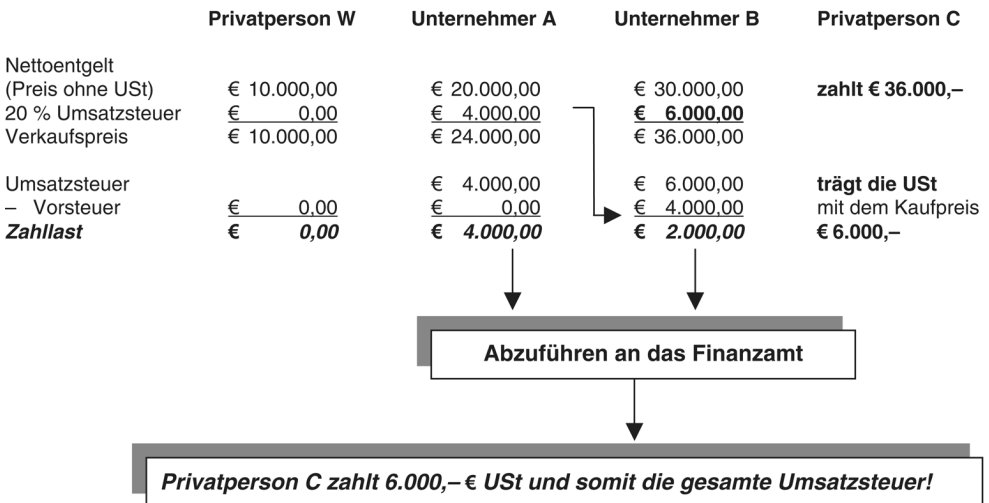 Privatperson W Unternehmer A Unternehmer B Privatperson C
Nettoentgelt
(Preis ohne USt) € 10.000,00 € 20.000,00 € 30.000,00 zahlt € 36.000,–
20 % Umsatzsteuer € 0,00 € 4.000,00 € 6.000,00
Verkaufspreis € 10.000,00 € 24.000,00 € 36.000,00
Umsatzsteuer € 4.000,00 € 6.000,00 trägt die USt
– Vorsteuer € 0,00 € 0,00 € 4.000,00 mit dem Kaufpreis
Zahllast € 0,00 € 4.000,00 € 2.000,00 € 6.000,–
Abzuführen an das Finanzamt
Privatperson C zahlt 6.000,– € USt und somit die gesamte Umsatzsteuer!